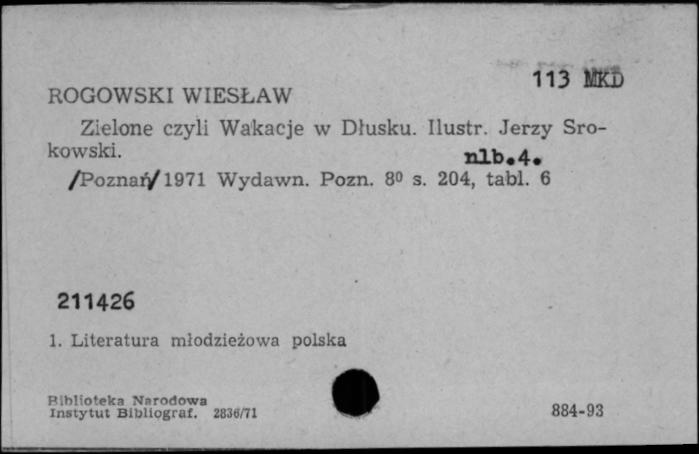 113 MKD
ROGOWSKI WIESŁAW
Zielone czyli Wakacje w Dłusku. Ilustr. Jerzy Sro-
kowski.
nlb.4.
/Poznań/ 1971 Wydawn. Pozn. 8⁰ s. 204, tabl. 6
211426
1. Literatura młodzieżowa polska
Biblioteka Narodowa
Instytut Bibliograf. 2836/71
884-93